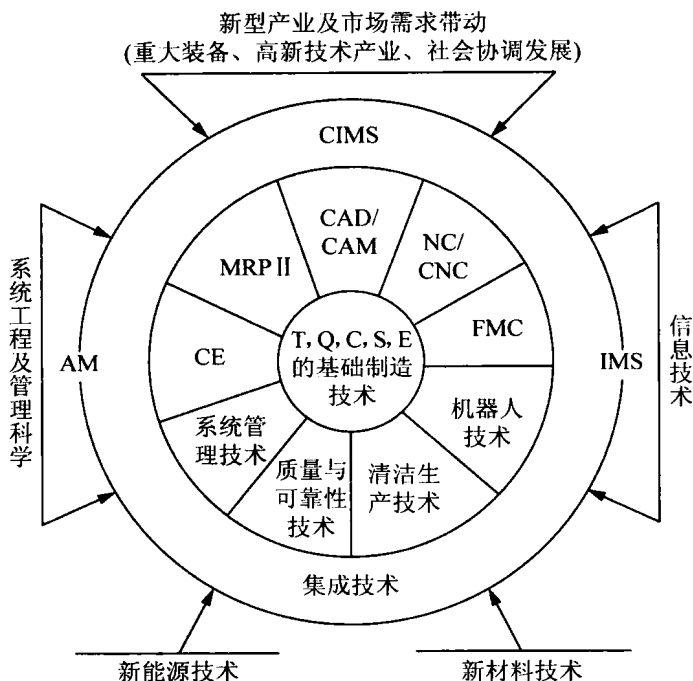 新型产业及市场需求带动
(重大装备、高新技术产业、社会协调发展)
CIMS
CAD/
CAM
NC/
CNC
MRPⅡ
FMC
CE
T, Q, C, S, E
的基础制造
技术
AM
IMS
系统工程及管理科学
信息技术
机器人
技术
系统管
理技术
质量与
可靠性
技术
清洁生
产技术
集成技术
新能源技术
新材料技术